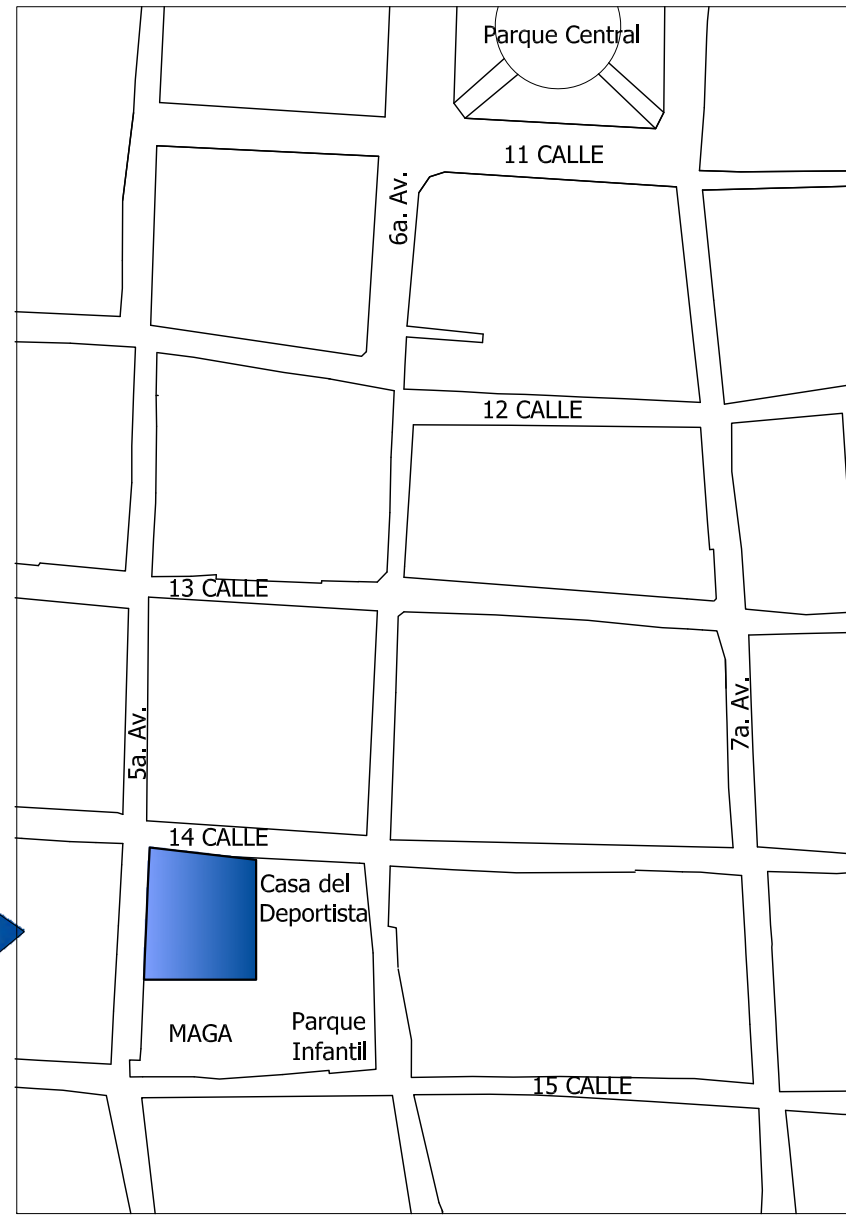 Parque Central
11 CALLE
6a. Av.
12 CALLE
13 CALLE
5a. Av.
7a. Av.
14 CALLE
Casa del
Deportista
MAGA
Parque
Infantil
15 CALLE